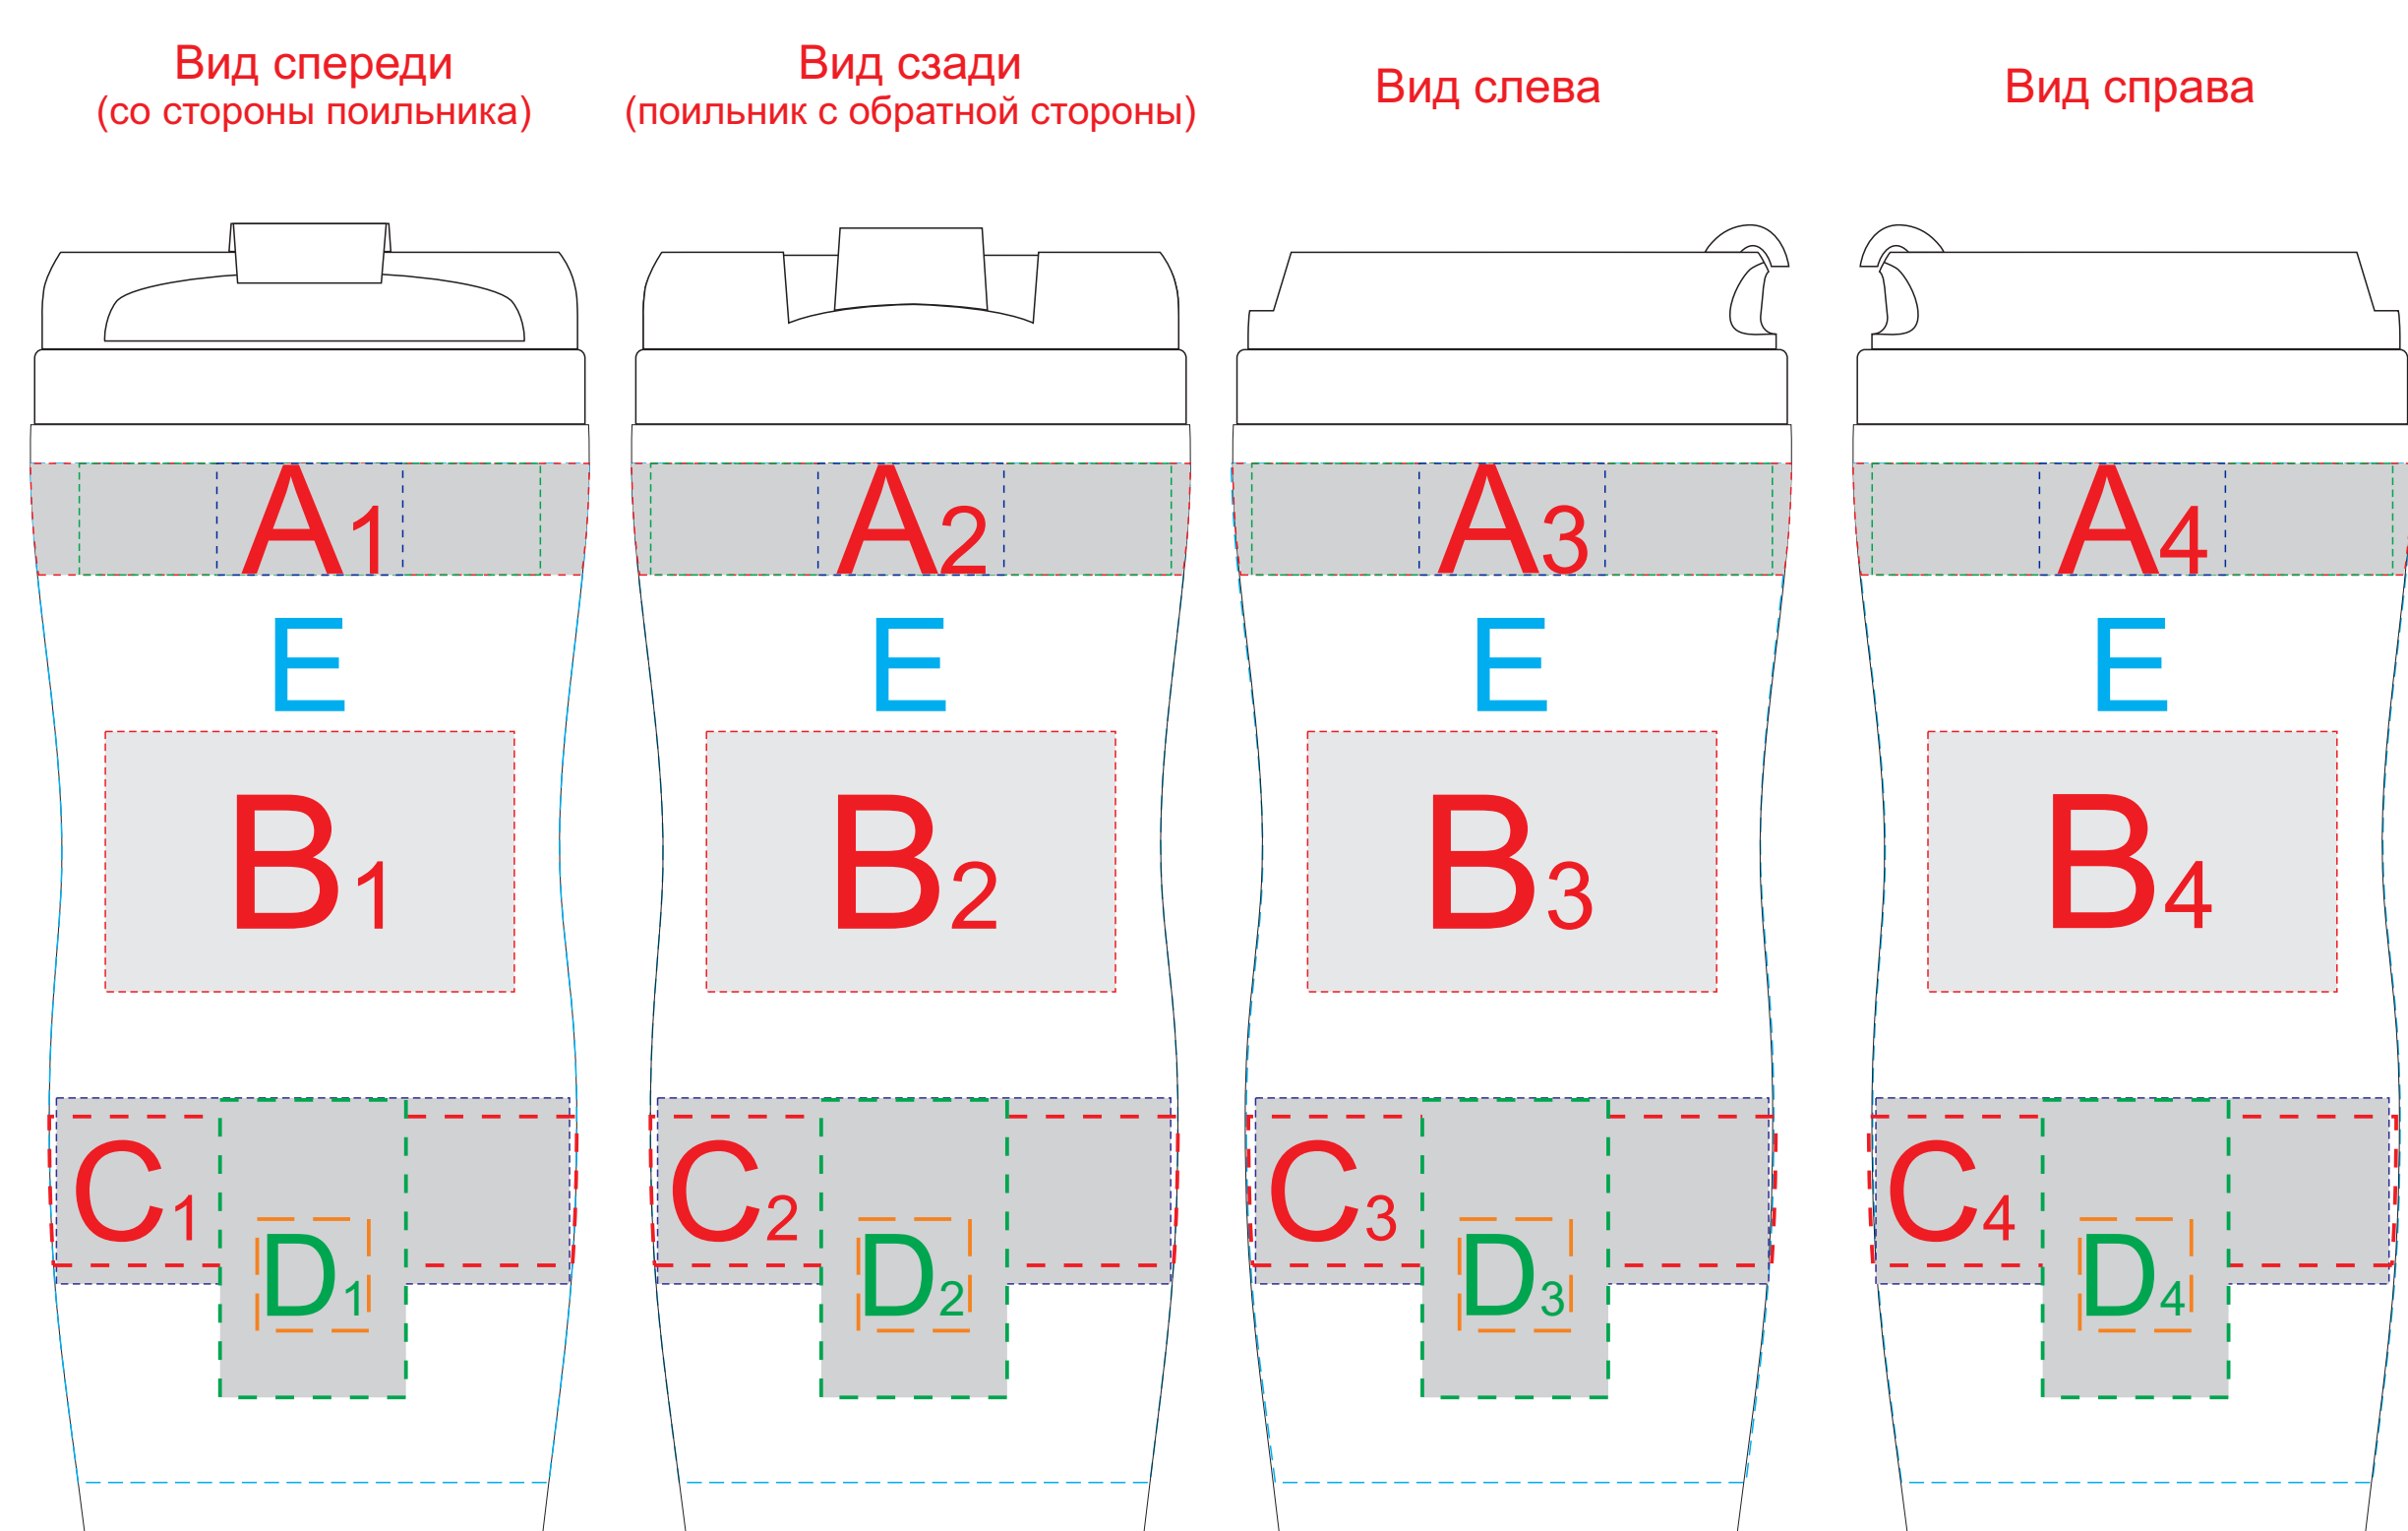 Вид спереди
(со стороны поильника)
Вид сзади
(поильник с обратной стороны)
Вид слева
Вид справа
A1
A2
A3
A4
E
E
E
E
B1
B2
B3
B4
C1
C2
C3
C4
D1
D2
D3
D4